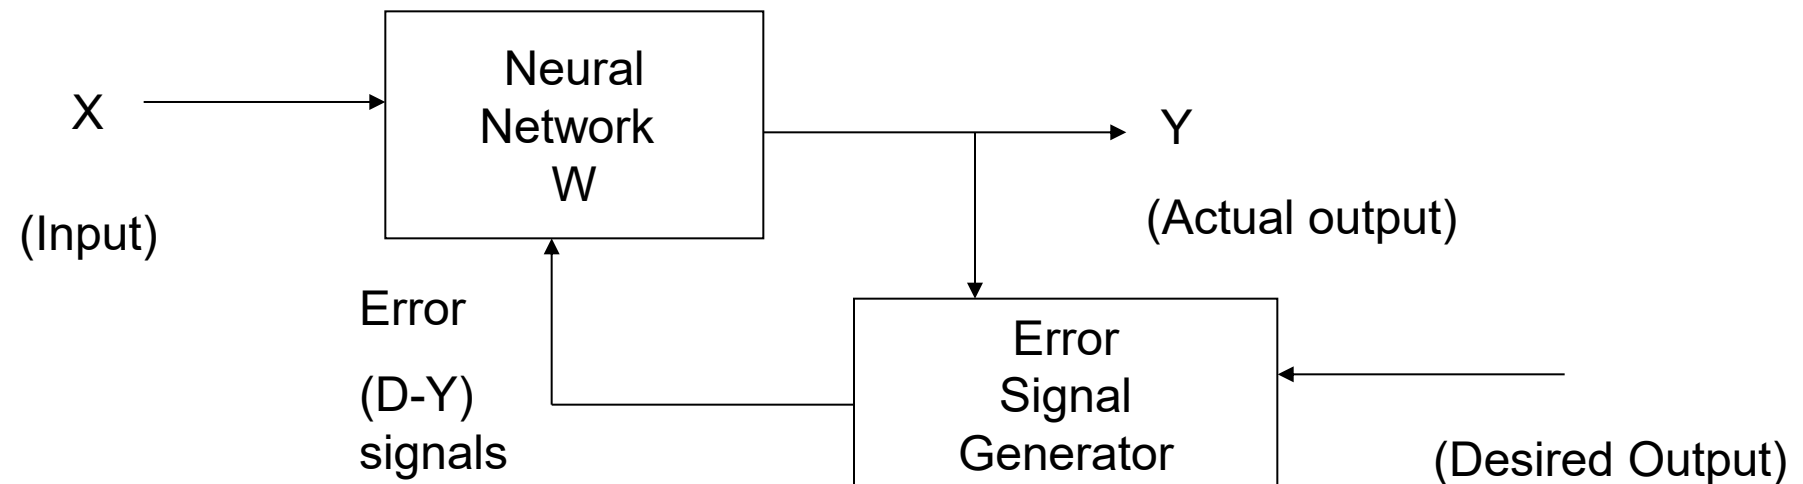 Neural
Network
W
X
(Input)
Y
(Actual output)
Error
(D-Y)
signals
Error
Signal
Generator
(Desired Output)